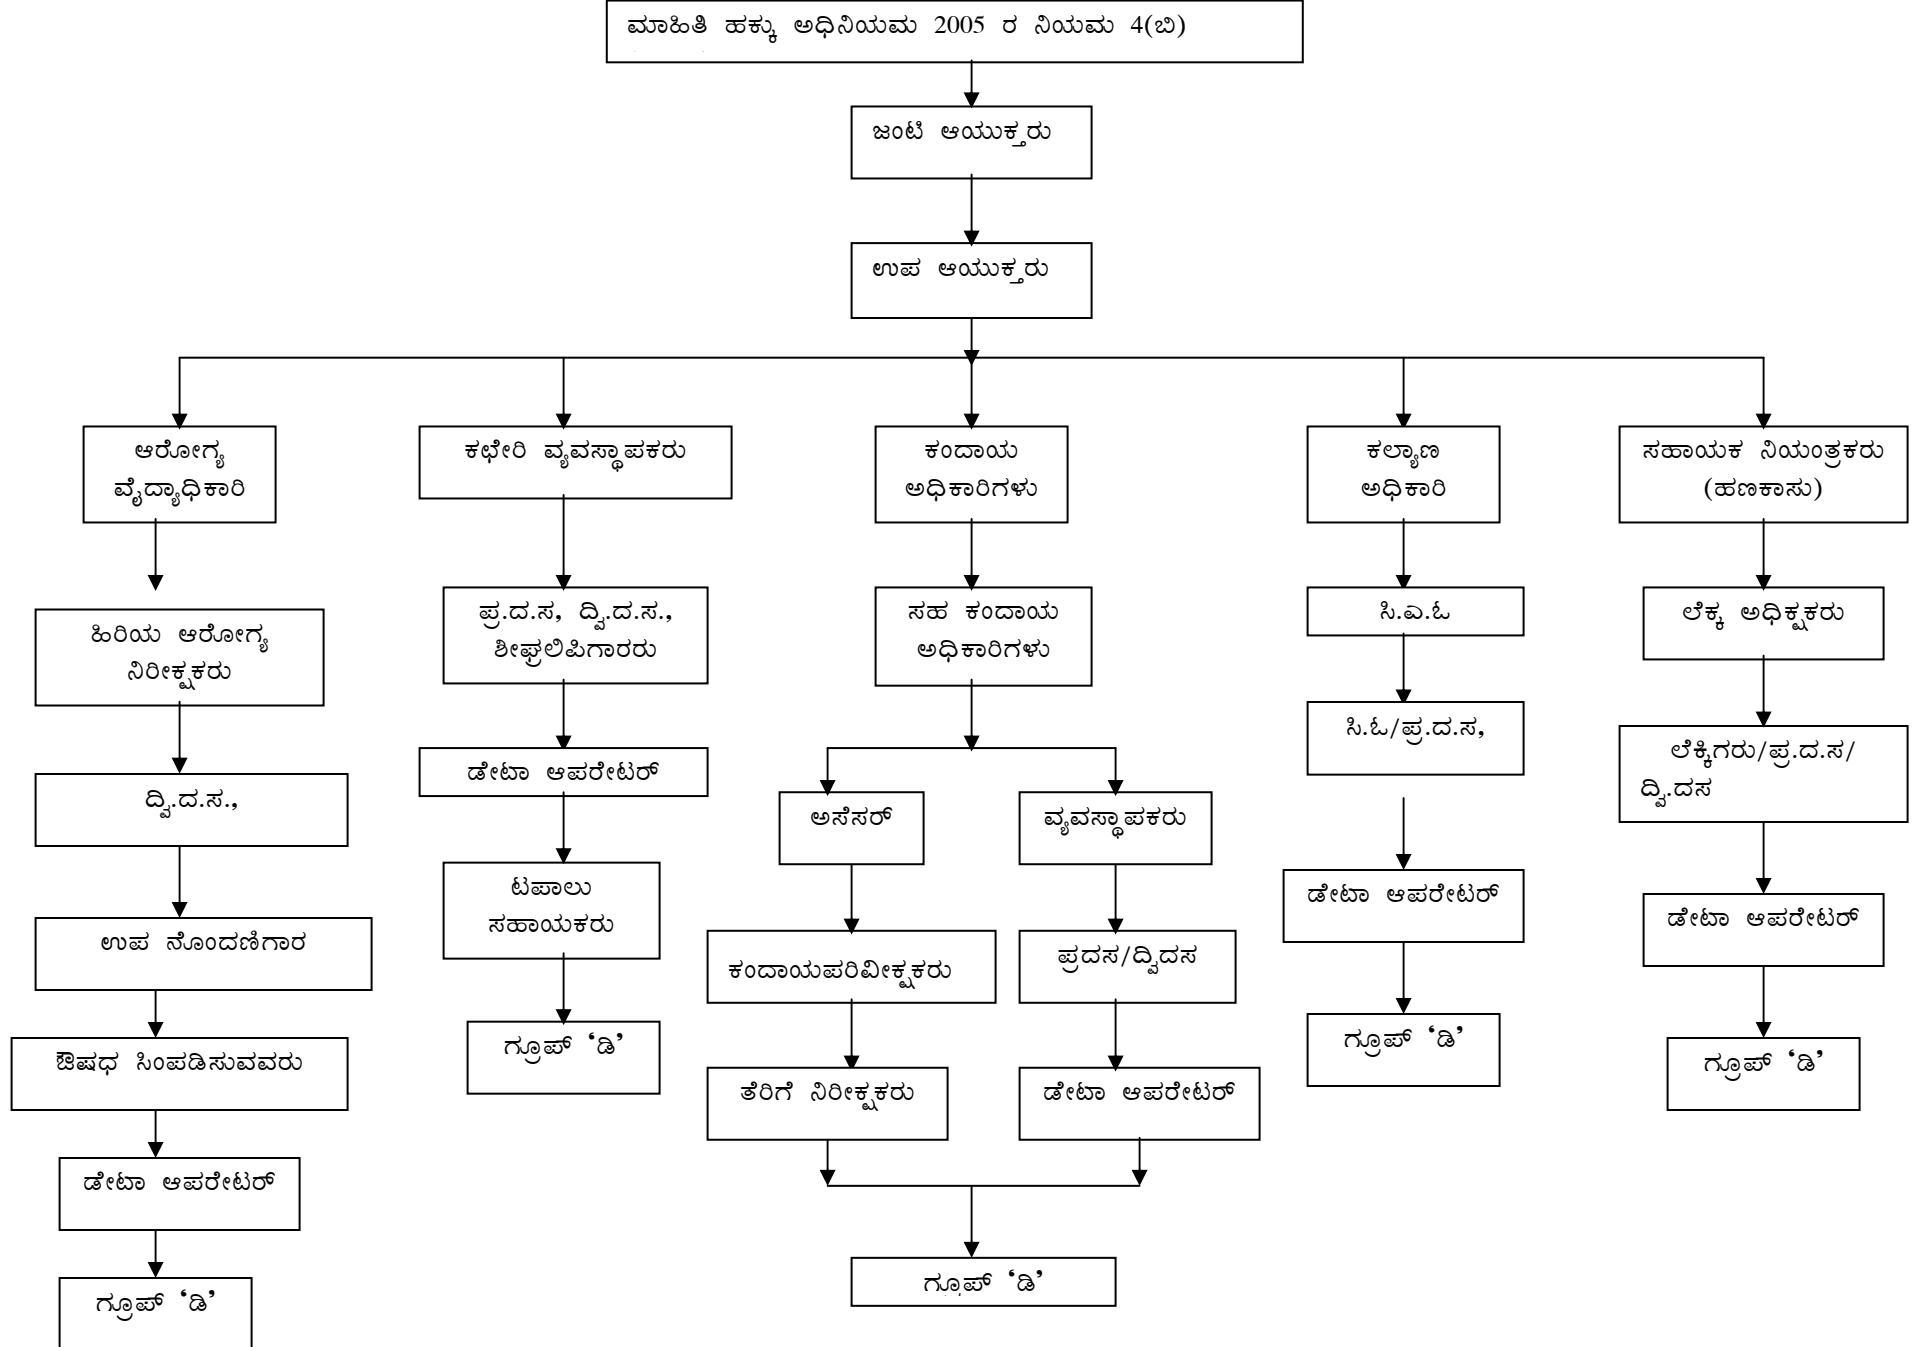 ಮಾಹಿತಿ ಹಕ್ಕು ಅಧಿನಿಯಮ 2005 ರ ನಿಯಮ 4(ಬಿ)
ಜಂಟಿ ಆಯುಕ್ತರು
ಉಪ ಆಯುಕ್ತರು
ಆರೋಗ್ಯ
ವೈದ್ಯಾಧಿಕಾರಿ
ಹಿರಿಯ ಆರೋಗ್ಯ
ನಿರೀಕ್ಷಕರು
ದ್ವಿ.ದ.ಸ.,
ಉಪ ನೊಂದಣಿಗಾರ
ಔಷಧ ಸಿಂಪಡಿಸುವವರು
ಡೇಟಾ ಆಪರೇಟರ್
ಗ್ರೂಪ್ ‘ಡಿ’
ಕಛೇರಿ ವ್ಯವಸ್ಥಾಪಕರು
ಪ್ರ.ದ.ಸ, ದ್ವಿ.ದ.ಸ.,
ಶೀಘ್ರಲಿಪಿಗಾರರು
ಡೇಟಾ ಆಪರೇಟರ್
ಟಪಾಲು
ಸಹಾಯಕರು
ಗ್ರೂಪ್ ‘ಡಿ’
ಕಂದಾಯ
ಅಧಿಕಾರಿಗಳು
ಸಹ ಕಂದಾಯ
ಅಧಿಕಾರಿಗಳು
ಅಸೆಸರ್
ಕಂದಾಯಪರಿವೀಕ್ಷಕರು
ತೆರಿಗೆ ನಿರೀಕ್ಷಕರು
ವ್ಯವಸ್ಥಾಪಕರು
ಪ್ರದಸ/ದ್ವಿದಸ
ಡೇಟಾ ಆಪರೇಟರ್
ಗ್ರೂಪ್ ‘ಡಿ’
ಕಲ್ಯಾಣ
ಅಧಿಕಾರಿ
ಸಿ.ಎ.ಓ
ಸಿ.ಓ/ಪ್ರ.ದ.ಸ,
ಡೇಟಾ ಆಪರೇಟರ್
ಗ್ರೂಪ್ ‘ಡಿ’
ಸಹಾಯಕ ನಿಯಂತ್ರಕರು
(ಹಣಕಾಸು)
ಲೆಕ್ಕ ಅಧಿಕ್ಷಕರು
ಲೆಕ್ಕಿಗರು/ಪ್ರ.ದ.ಸ/
ದ್ವಿ.ದಸ
ಡೇಟಾ ಆಪರೇಟರ್
ಗ್ರೂಪ್ ‘ಡಿ’